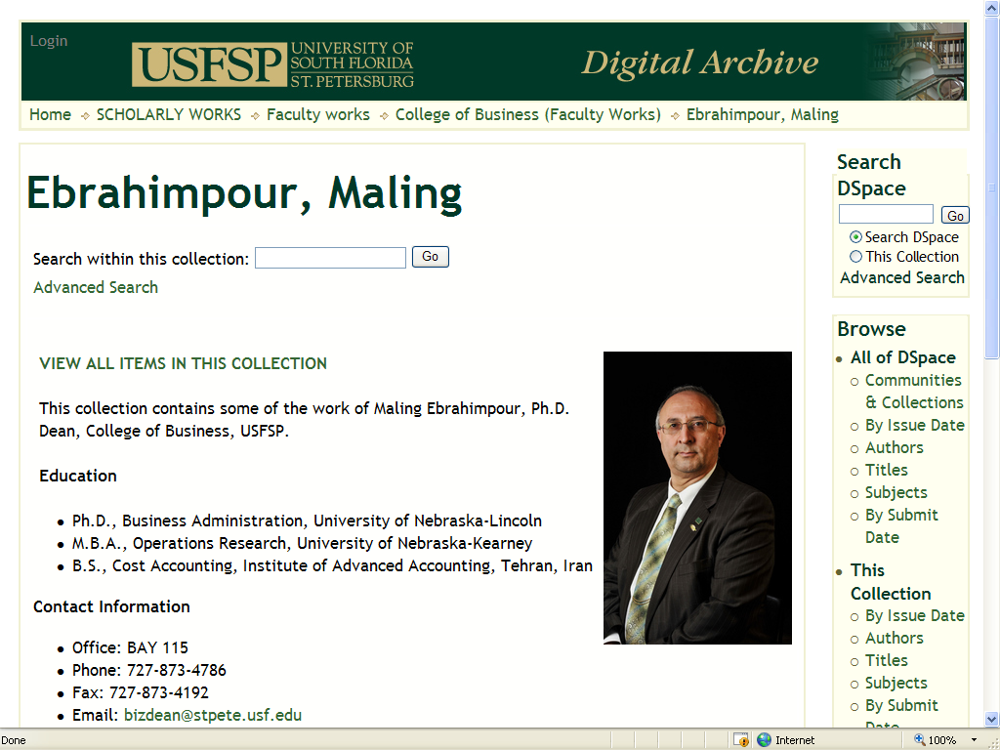 Login
USFSP UNIVERSITY OF
SOUTH FLORIDA
ST. PETERSBURG
Digital Archive
Home SCHOLARLY WORKS Faculty works College of Business (Faculty Works) Ebrahimpour, Maling
Ebrahimpour, Maling
Search within this collection: Go
Advanced Search
VIEW ALL ITEMS IN THIS COLLECTION
This collection contains some of the work of Maling Ebrahimpour, Ph.D.
Dean, College of Business, USFSP.
Education
Ph.D., Business Administration, University of Nebraska-Lincoln
M.B.A., Operations Research, University of Nebraska-Kearney
B.S., Cost Accounting, Institute of Advanced Accounting, Tehran, Iran
Contact Information
Office: BAY 115
Phone: 727-873-4786
Fax: 727-873-4192
Email: bizdean@stpete.usf.edu
Search
DSpace
Go
Search DSpace
This Collection
Advanced Search
Browse
All of DSpace
Communities
& Collections
By Issue Date
Authors
Titles
Subjects
By Submit
Date
This
Collection
By Issue Date
Authors
Titles
Subjects
By Submit
Date
Done
Internet
100%